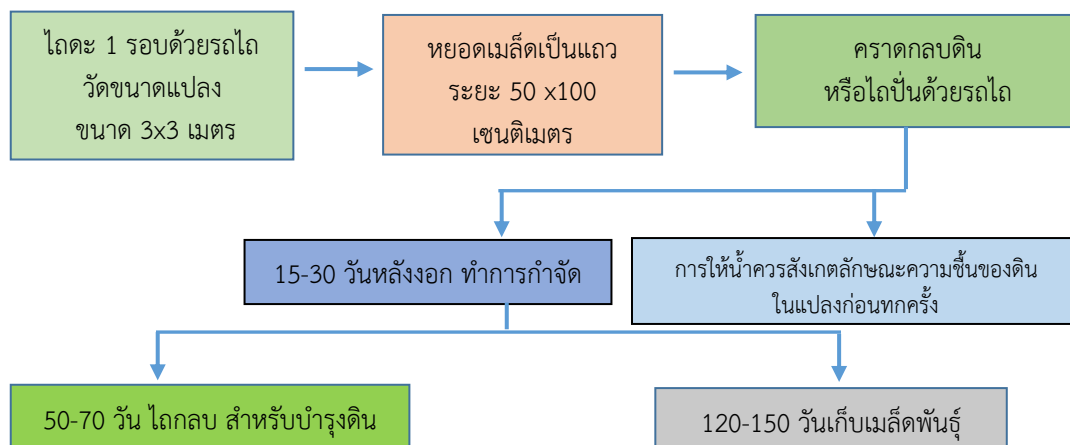 ไถดะ 1 รอบด้วยรถไถ
วัดขนาดแปลง
ขนาด 3x3 เมตร
หยอดเมล็ดเป็นแถว
ระยะ 50 x100
เซนติเมตร
คราดกลบดิน
หรือไถปั่นด้วยรถไถ
15-30 วันหลังงอก ทำการกำจัด
การให้น้ำควรสังเกตลักษณะความชื้นของดิน
ในแปลงก่อนทกครั้ง
50-70 วัน ไถกลบ สำหรับบำรุงดิน
120-150 วันเก็บเมล็ดพันธุ์